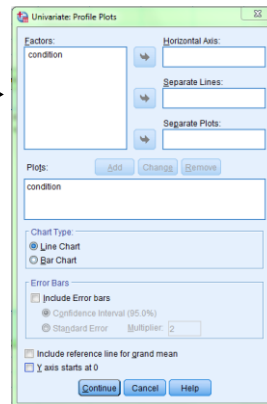 Univariate: Profile Plots
Factors:
condition
Horizontal Axis:
Separate Lines:
Separate Plots:
Plots:
Add Change Remove
condition
Chart Type:
Line Chart
Bar Chart
Error Bars
Include Error bars
Confidence Interval (95.0%)
Standard Error Multiplier: 2
Include reference line for grand mean
Y axis starts at 0
Continue Cancel Help